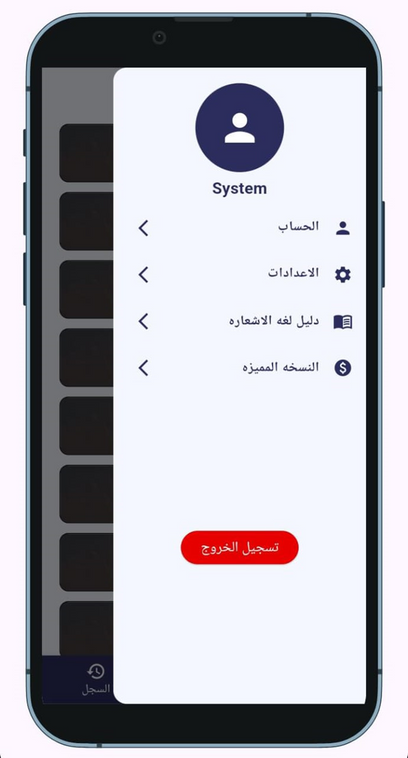 System
الحساب
الاعدادات
دليل لغه الاشعاره
النسخه المميزه
تسجيل الخروج
السجل